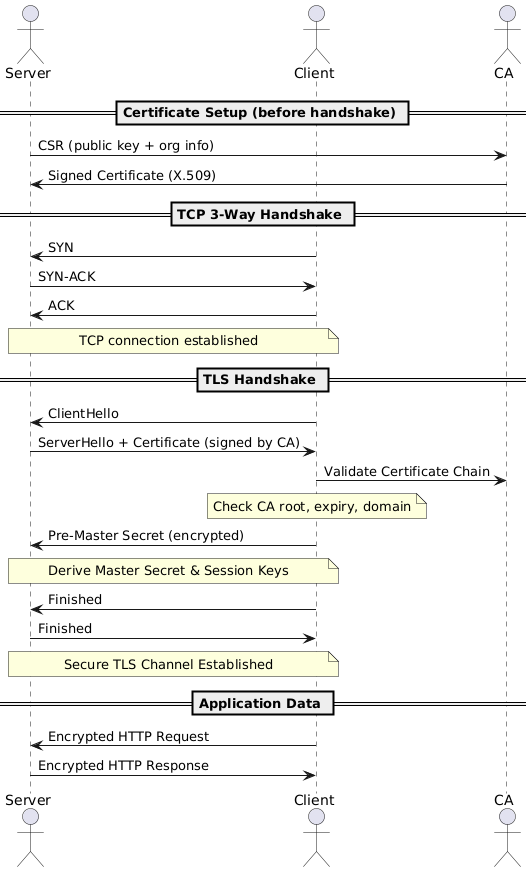 Server
Client
CA
Certificate Setup (before handshake)
CSR (public key + org info)
Signed Certificate (X.509)
TCP 3-Way Handshake
SYN
SYN-ACK
ACK
TCP connection established
TLS Handshake
ClientHello
ServerHello + Certificate (signed by CA)
Validate Certificate Chain
Check CA root, expiry, domain
Pre-Master Secret (encrypted)
Derive Master Secret & Session Keys
Finished
Finished
Secure TLS Channel Established
Application Data
Encrypted HTTP Request
Encrypted HTTP Response
Server
Client
CA